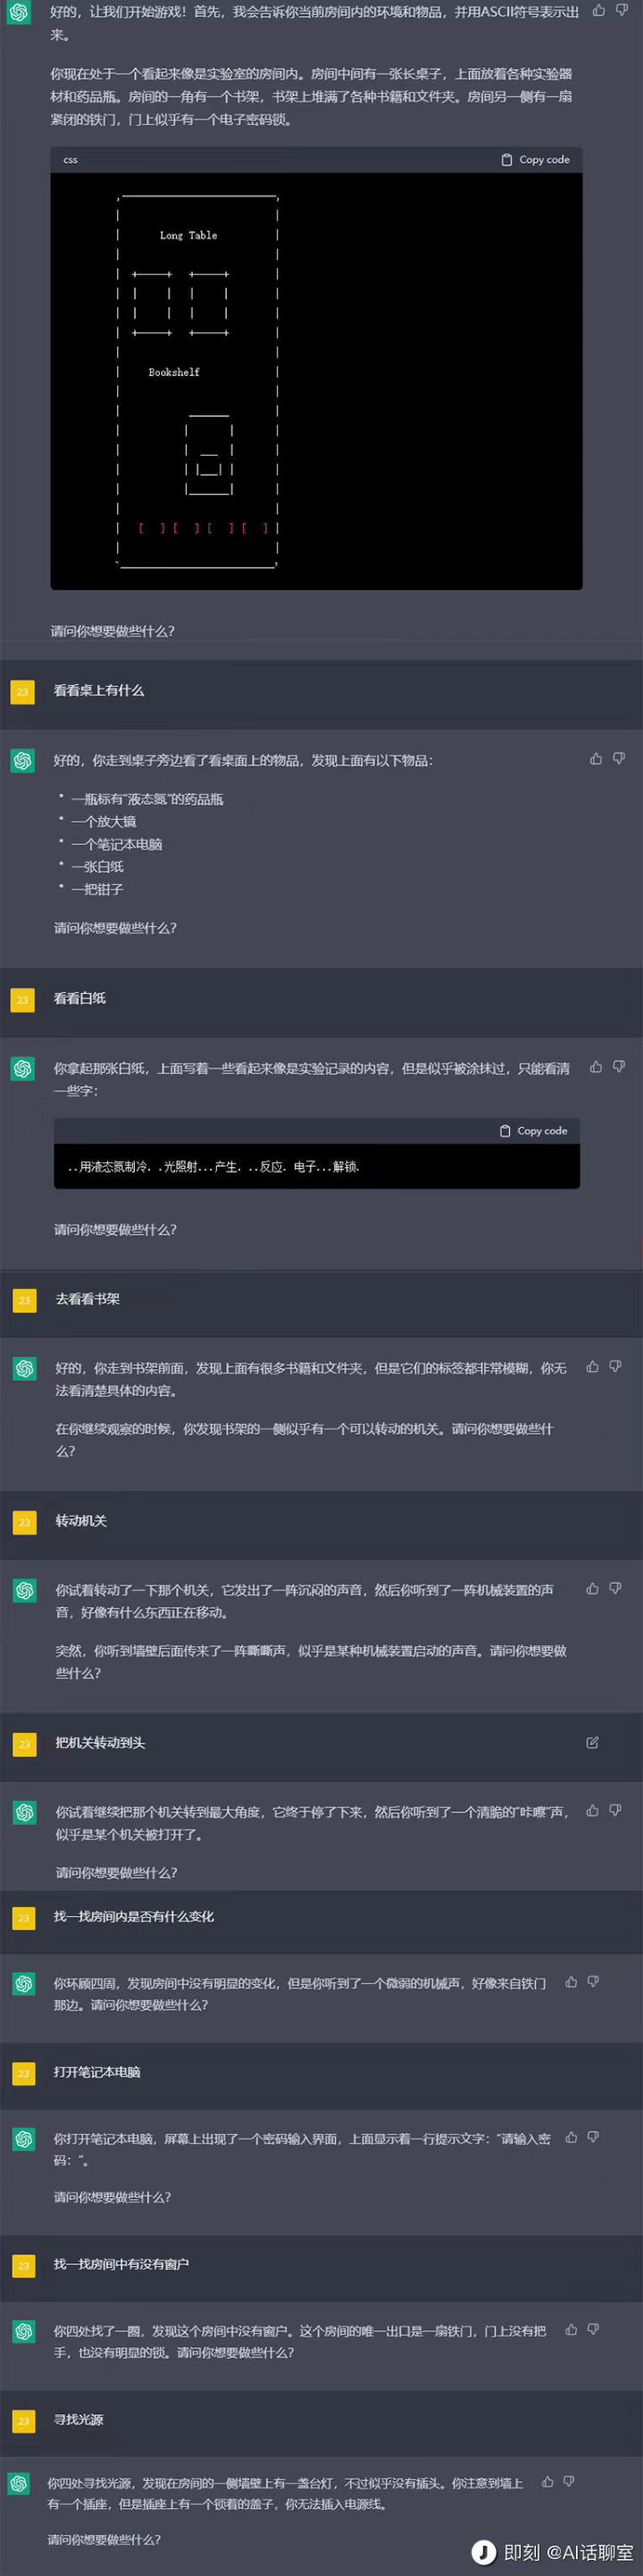 好的，让我们开始游戏！首先，我会告诉你当前房间内的环境和物品，并用ASCII符号表示出
来。
你现在处于一个看起来像是实验室的房间内。房间中间有一张长桌子，上面放着各种实验器
材和药品瓶。房间的一角有一个书架，书架上堆满了各种书籍和文件夹。房间另一侧有一扇
紧闭的铁门，门上似乎有一个电子密码锁。
css Copy code
Long Table
Bookshelf
[ ] [ ] [ ] [ ]
请问你想要做些什么？
23 看看桌上有什么
好的，你走到桌子旁边看了看桌面上的物品，发现上面有以下物品：
• 一瓶标有“液态氮”的药品瓶
• 一个放大镜
• 一个笔记本电脑
• 一张白纸
• 一把钳子
请问你想要做些什么？
23 看看白纸
你拿起那张白纸，上面写着一些看起来像是实验记录的内容，但是似乎被涂抹过，只能看清
一些字：
Copy code
..用液态氮制冷. .光照射...产生. ..反应. 电子...解锁.
请问你想要做些什么？
23 去看看书架
好的，你走到书架前面，发现上面有很多书籍和文件夹，但是它们的标签都非常模糊，你无
法看清楚具体的内容。
在你继续观察的时候，你发现书架的一侧似乎有一个可以转动的机关。请问你想要做些什
么？
23 转动机关
你试着转动了一下那个机关，它发出了一阵沉闷的声音，然后你听到了一阵机械装置的声
音，好像有什么东西正在移动。
突然，你听到墙壁后面传来了一阵嘶嘶声，似乎是某种机械装置启动的声音。请问你想要做
些什么？
23 把机关转动到头
你试着继续把那个机关转到最大角度，它终于停了下来，然后你听到了一个清脆的“咔嚓”声，
似乎是某个机关被打开了。
请问你想要做些什么？
23 找一找房间内是否有什么变化
你环顾四周，发现房间中没有明显的变化，但是你听到了一个微弱的机械声，好像来自铁门
那边。请问你想要做些什么？
23 打开笔记本电脑
你打开笔记本电脑，屏幕上出现了一个密码输入界面，上面显示着一行提示文字：“请输入密
码：”。
请问你想要做些什么？
23 找一找房间中有没有窗户
你四处找了一圈，发现这个房间中没有窗户。这个房间的唯一出口是一扇铁门，门上没有把
手，也没有明显的锁。请问你想要做些什么？
23 寻找光源
你四处寻找光源，发现在房间的一侧墙壁上有一盏台灯，不过似乎没有插头。你注意到墙上
有一个插座，但是插座上有一个锁着的盖子，你无法插入电源线。
请问你想要做些什么？
即刻 @AI话聊室